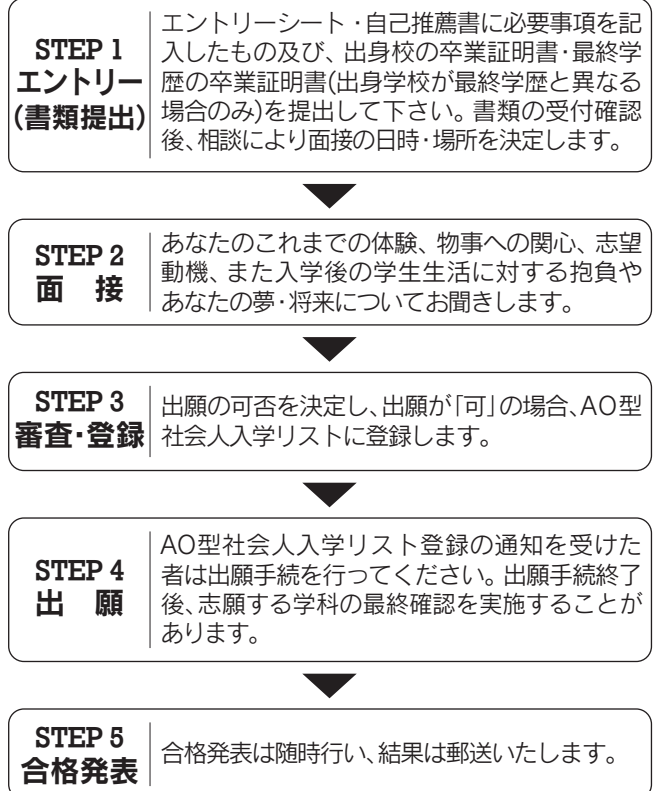 STEP 1
エントリー
(書類提出)
エントリーシート・自己推薦書に必要事項を記
入したもの及び、出身校の卒業証明書・最終学
歴の卒業証明書(出身学校が最終学歴と異なる
場合のみ)を提出して下さい。書類の受付確認
後、相談により面接の日時・場所を決定します。
STEP 2
面 接
あなたのこれまでの体験、物事への関心、志望
動機、また入学後の学生生活に対する抱負や
あなたの夢・将来についてお聞きします。
STEP 3
審査・登録
出願の可否を決定し、出願が「可」の場合、AO型
社会人入学リストに登録します。
STEP 4
出 願
AO型社会人入学リスト登録の通知を受けた
者は出願手続を行ってください。出願手続終了
後、志願する学科の最終確認を実施することが
あります。
STEP 5
合格発表
合格発表は随時行い、結果は郵送いたします。